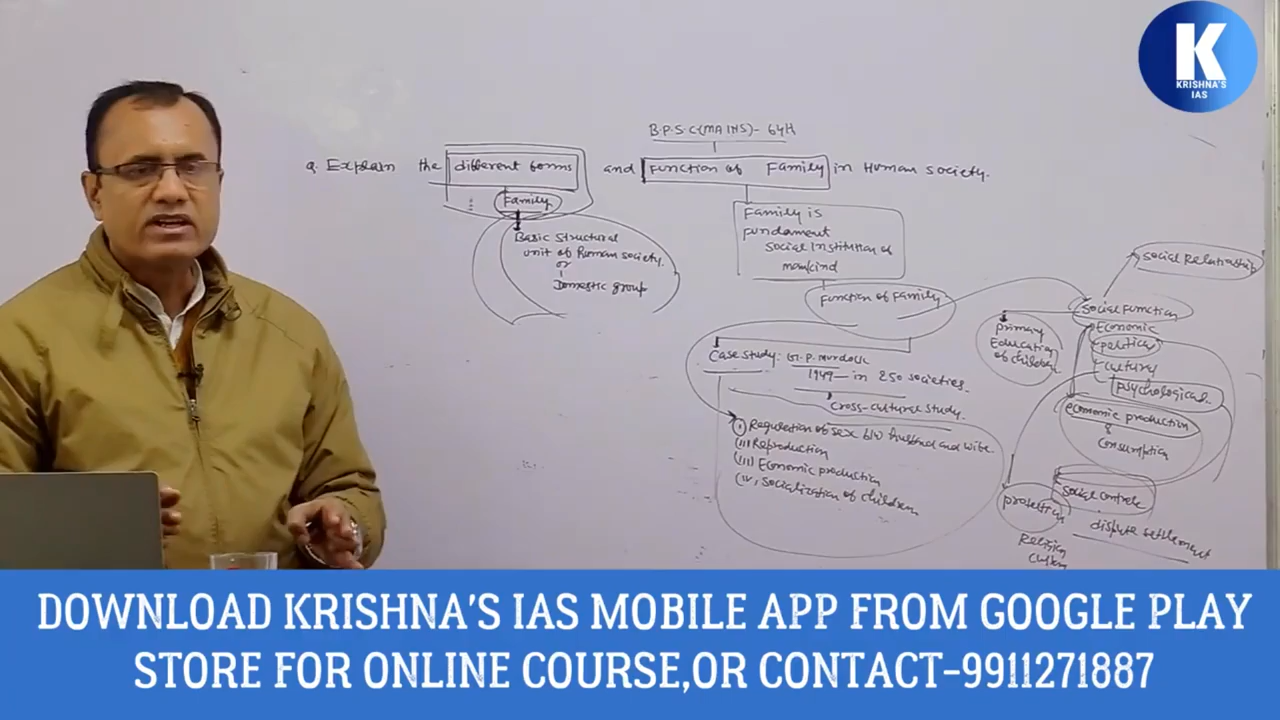 K
KRISHNA'S
IAS
B.P.S.C(MAINS)- 64th
Q. Explain the different forms and Function of Family in Human society.
Family
Basic Structural
unit of Human society.
or
Domestic group
Family is
fundament
Social Institution of
mankind
Function of Family
Case study: G.P. Murdock
1949 — in 250 societies.
Cross-cultural study.
(i) Regulation of sex b/w Husband and wife.
(ii) Reproduction
(iii) Economic production
(iv) Socialization of children
Social Relationship
Social Function
Economic
political
cultural
psychological
primary
Education
of children
economic production
&
consumption
social control
protection
dispute settlement
Religion
DOWNLOAD KRISHNA'S IAS MOBILE APP FROM GOOGLE PLAY
STORE FOR ONLINE COURSE,OR CONTACT-9911271887